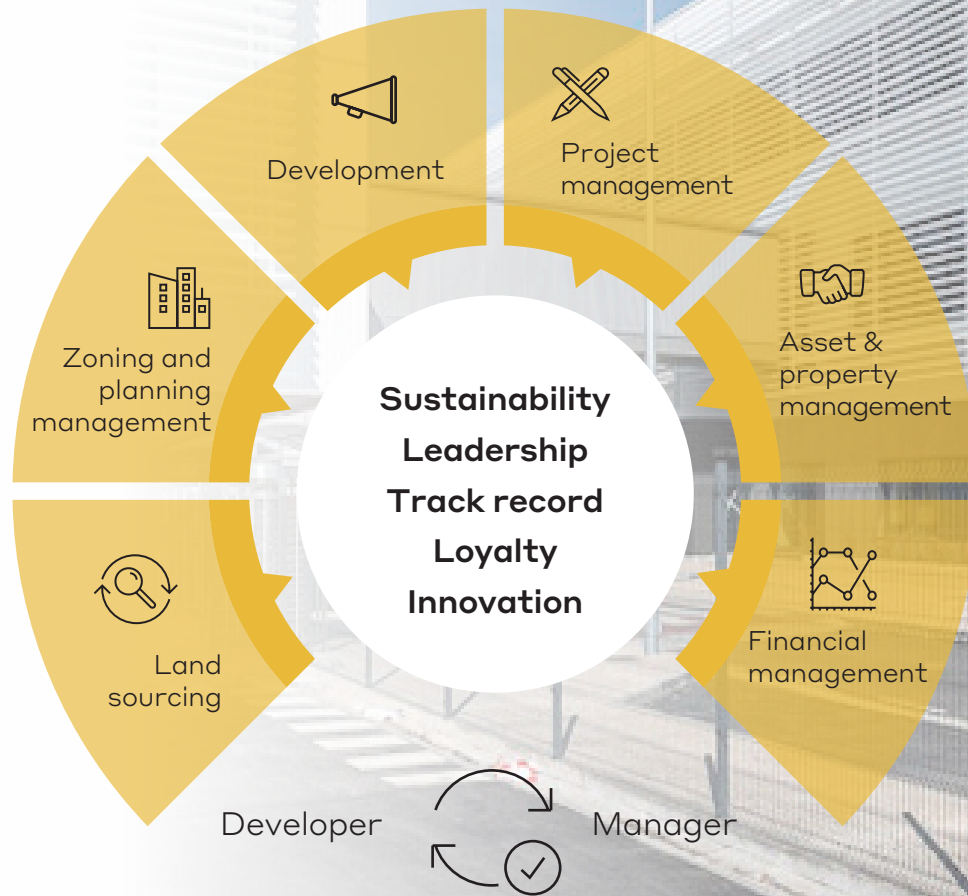 Development
Project
management
Zoning and
planning
management
Asset &
property
management
Sustainability
Leadership
Track record
Loyalty
Innovation
Land
sourcing
Financial
management
Developer
Manager